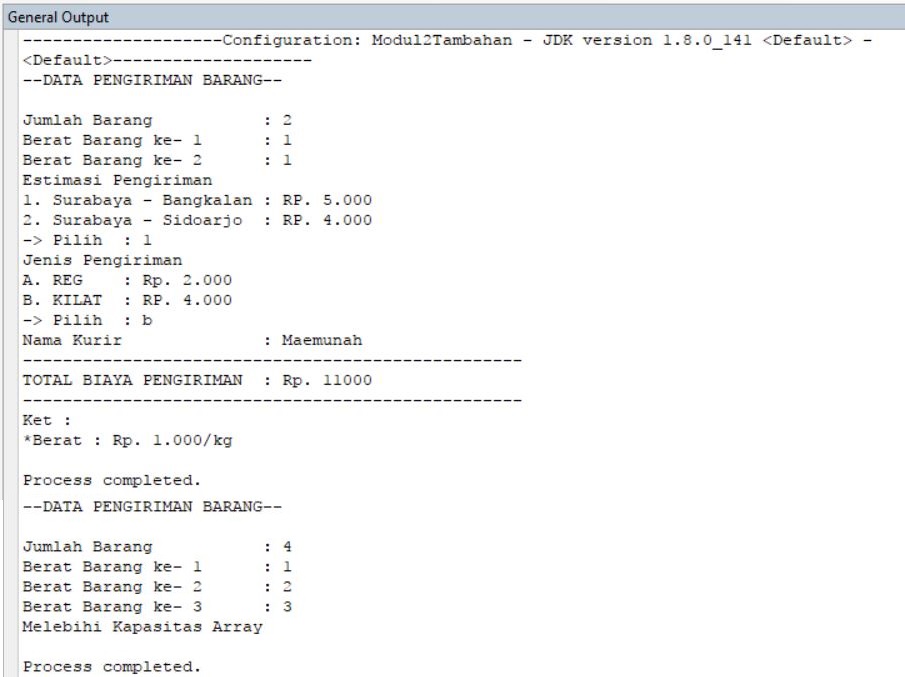 General Output
--------------------Configuration: Modul2Tambahan - JDK version 1.8.0_141 <Default> -
<Default>--------------------
--DATA PENGIRIMAN BARANG--
Jumlah Barang : 2
Berat Barang ke- 1 : 1
Berat Barang ke- 2 : 1
Estimasi Pengiriman
1. Surabaya - Bangkalan : RP. 5.000
2. Surabaya - Sidoarjo : RP. 4.000
-> Pilih : 1
Jenis Pengiriman
A. REG : Rp. 2.000
B. KILAT : RP. 4.000
-> Pilih : b
Nama Kurir : Maemunah
--------------------------------------------------
TOTAL BIAYA PENGIRIMAN : Rp. 11000
--------------------------------------------------
Ket :
*Berat : Rp. 1.000/kg
Process completed.
--DATA PENGIRIMAN BARANG--
Jumlah Barang : 4
Berat Barang ke- 1 : 1
Berat Barang ke- 2 : 2
Berat Barang ke- 3 : 3
Melebihi Kapasitas Array
Process completed.